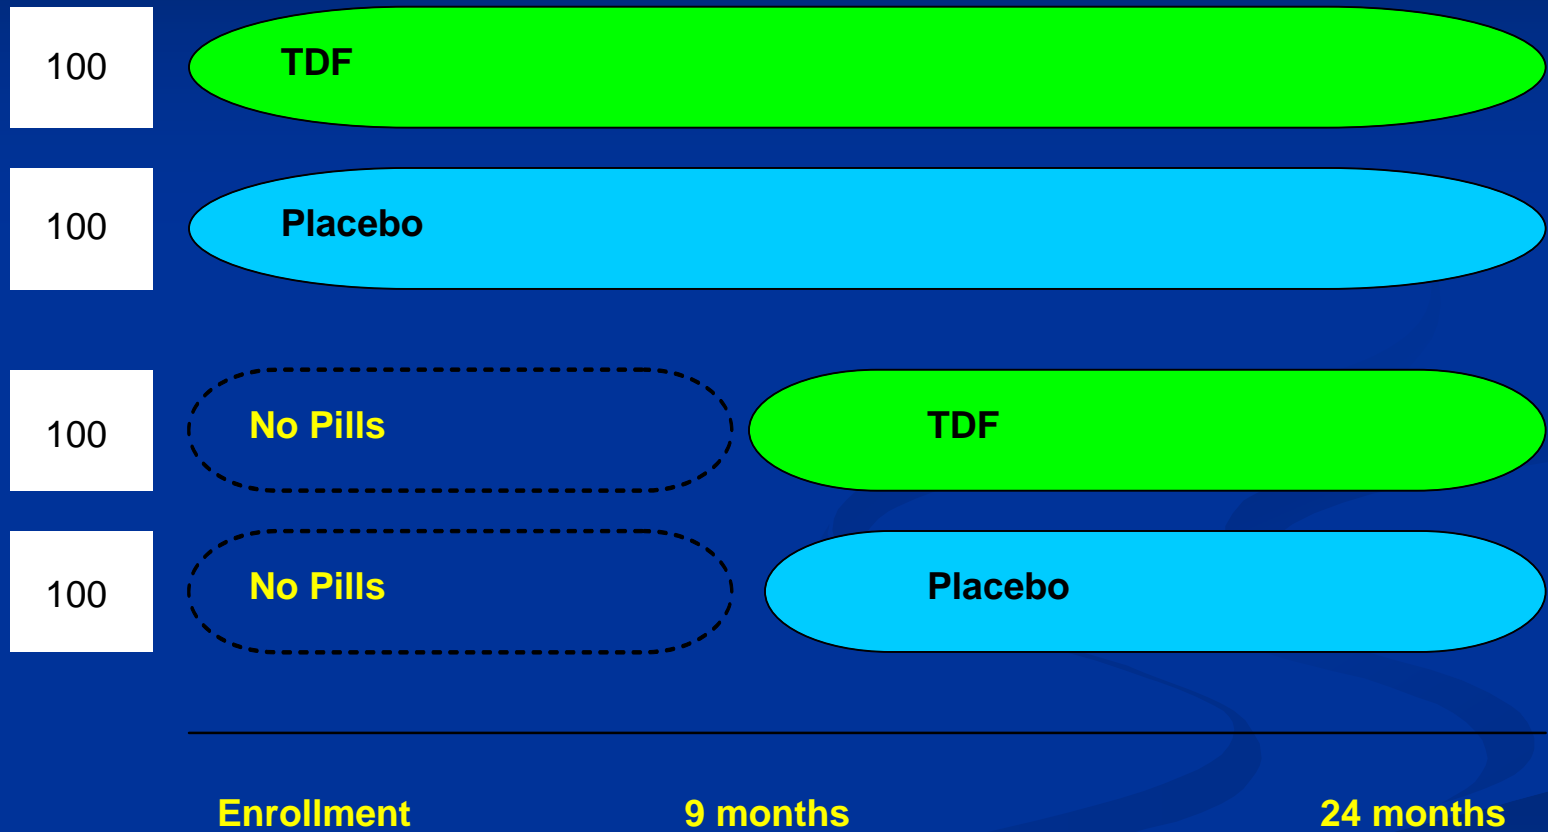 100
TDF
100
Placebo
100
No Pills
TDF
100
No Pills
Placebo
Enrollment
9 months
24 months